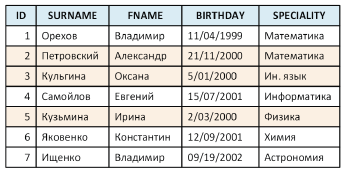 ID SURNAME FNAME BIRTHDAY SPECIALITY
1 Орехов Владимир 11/04/1999 Математика
2 Петровский Александр 21/11/2000 Математика
3 Кульгина Оксана 5/01/2000 Ин. язык
4 Самойлов Евгений 15/07/2001 Информатика
5 Кузьмина Ирина 2/03/2000 Физика
6 Яковенко Константин 12/09/2001 Химия
7 Ищенко Владимир 09/19/2002 Астрономия